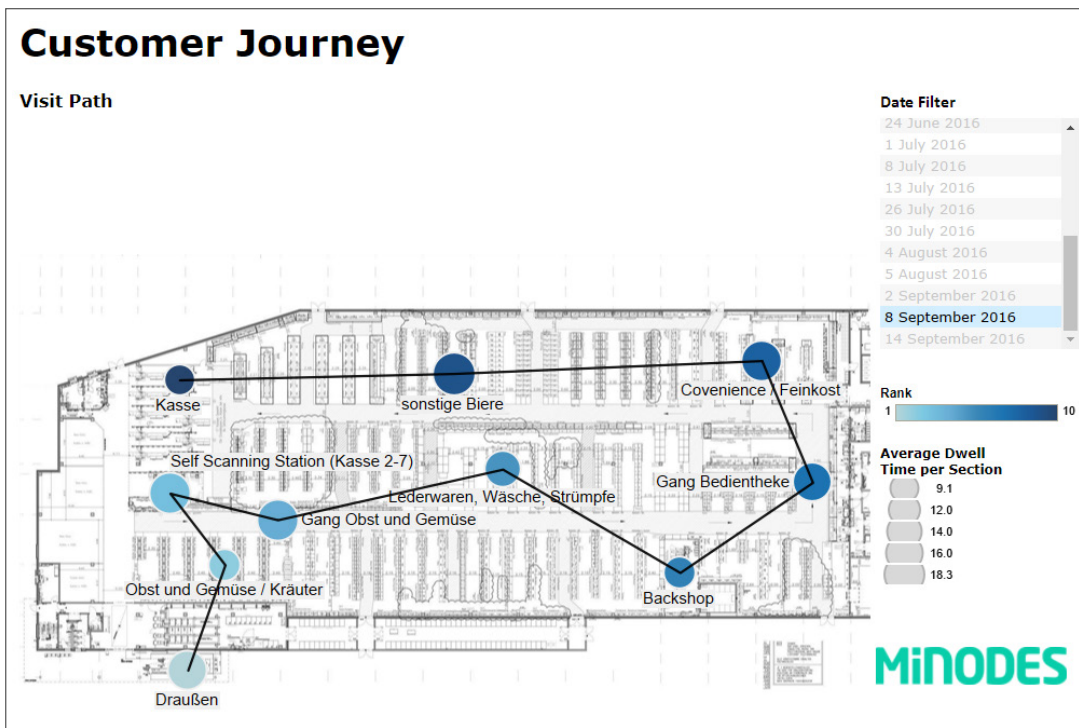 Customer Journey
Visit Path
Date Filter
24 June 2016
1 July 2016
8 July 2016
13 July 2016
26 July 2016
30 July 2016
4 August 2016
5 August 2016
2 September 2016
8 September 2016
14 September 2016
Rank
1
10
Average Dwell
Time per Section
9.1
12.0
14.0
16.0
18.3
Kasse
sonstige Biere
Covenience / Feinkost
Self Scanning Station (Kasse 2-7)
Lederwaren, Wäsche, Strümpfe
Gang Bedientheke
Gang Obst und Gemüse
Obst und Gemüse / Kräuter
Backshop
Draußen
MiNODES